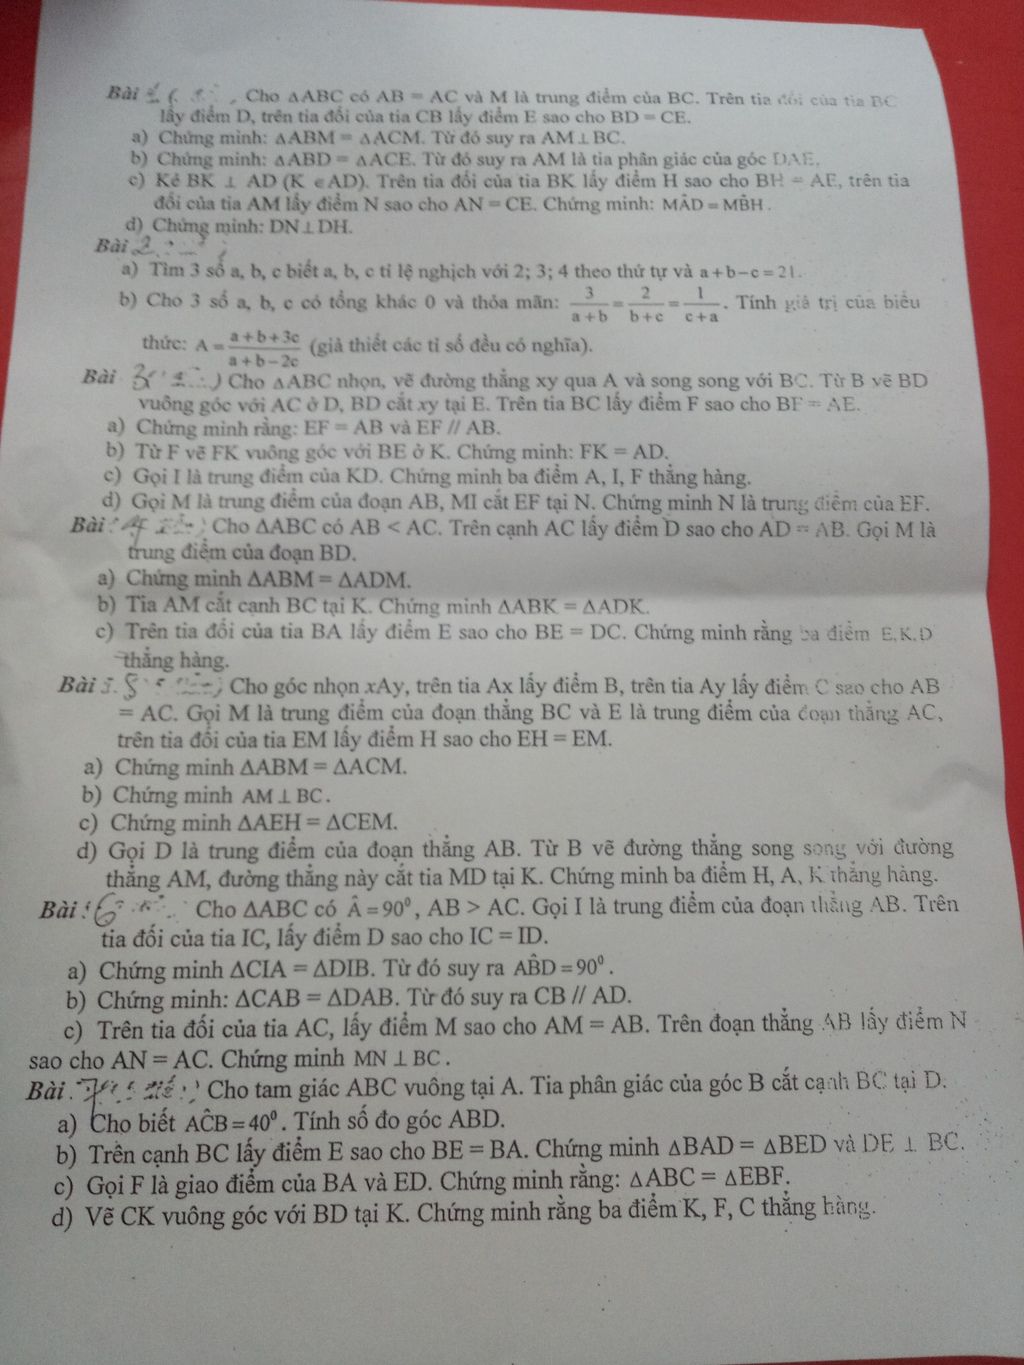 Bài Cho ΔABC có AB = AC và M là trung điểm của BC. Trên tia đối của tia BC
lấy điểm D, trên tia đối của tia CB lấy điểm E sao cho BD = CE.
a) Chứng minh: ΔABM = ΔACM. Từ đó suy ra AM ⊥ BC.
b) Chứng minh: ΔABD = ΔACE. Từ đó suy ra AM là tia phân giác của góc DAE.
c) Kẻ BK ⊥ AD (K ∈ AD). Trên tia đối của tia BK lấy điểm H sao cho BH = AE, trên tia
đối của tia AM lấy điểm N sao cho AN = CE. Chứng minh: MÂD = MB̂H.
d) Chứng minh: DN ⊥ DH.
Bài 2
a) Tìm 3 số a, b, c biết a, b, c tỉ lệ nghịch với 2; 3; 4 theo thứ tự và a + b − c = 21.
b) Cho 3 số a, b, c có tổng khác 0 và thỏa mãn: 3/(a+b) = 2/(b+c) = 1/(c+a). Tính giá trị của biểu
thức: A = (a+b+3c)/(a+b−2c) (giả thiết các tỉ số đều có nghĩa).
Bài 3 Cho ΔABC nhọn, vẽ đường thẳng xy qua A và song song với BC. Từ B vẽ BD
vuông góc với AC ở D, BD cắt xy tại E. Trên tia BC lấy điểm F sao cho BF = AE.
a) Chứng minh rằng: EF = AB và EF // AB.
b) Từ F vẽ FK vuông góc với BE ở K. Chứng minh: FK = AD.
c) Gọi I là trung điểm của KD. Chứng minh ba điểm A, I, F thẳng hàng.
d) Gọi M là trung điểm của đoạn AB, MI cắt EF tại N. Chứng minh N là trung điểm của EF.
Bài 4 Cho ΔABC có AB < AC. Trên cạnh AC lấy điểm D sao cho AD = AB. Gọi M là
trung điểm của đoạn BD.
a) Chứng minh ΔABM = ΔADM.
b) Tia AM cắt cạnh BC tại K. Chứng minh ΔABK = ΔADK.
c) Trên tia đối của tia BA lấy điểm E sao cho BE = DC. Chứng minh rằng ba điểm E, K, D
thẳng hàng.
Bài 5 Cho góc nhọn xAy, trên tia Ax lấy điểm B, trên tia Ay lấy điểm C sao cho AB
= AC. Gọi M là trung điểm của đoạn thẳng BC và E là trung điểm của đoạn thẳng AC,
trên tia đối của tia EM lấy điểm H sao cho EH = EM.
a) Chứng minh ΔABM = ΔACM.
b) Chứng minh AM ⊥ BC.
c) Chứng minh ΔAEH = ΔCEM.
d) Gọi D là trung điểm của đoạn thẳng AB. Từ B vẽ đường thẳng song song với đường
thẳng AM, đường thẳng này cắt tia MD tại K. Chứng minh ba điểm H, A, K thẳng hàng.
Bài 6 Cho ΔABC có Â = 90⁰, AB > AC. Gọi I là trung điểm của đoạn thẳng AB. Trên
tia đối của tia IC, lấy điểm D sao cho IC = ID.
a) Chứng minh ΔCIA = ΔDIB. Từ đó suy ra AB̂D = 90⁰.
b) Chứng minh: ΔCAB = ΔDAB. Từ đó suy ra CB // AD.
c) Trên tia đối của tia AC, lấy điểm M sao cho AM = AB. Trên đoạn thẳng AB lấy điểm N
sao cho AN = AC. Chứng minh MN ⊥ BC.
Bài 7 Cho tam giác ABC vuông tại A. Tia phân giác của góc B cắt cạnh BC tại D.
a) Cho biết AĈB = 40⁰. Tính số đo góc ABD.
b) Trên cạnh BC lấy điểm E sao cho BE = BA. Chứng minh ΔBAD = ΔBED và DE ⊥ BC.
c) Gọi F là giao điểm của BA và ED. Chứng minh rằng: ΔABC = ΔEBF.
d) Vẽ CK vuông góc với BD tại K. Chứng minh rằng ba điểm K, F, C thẳng hàng.